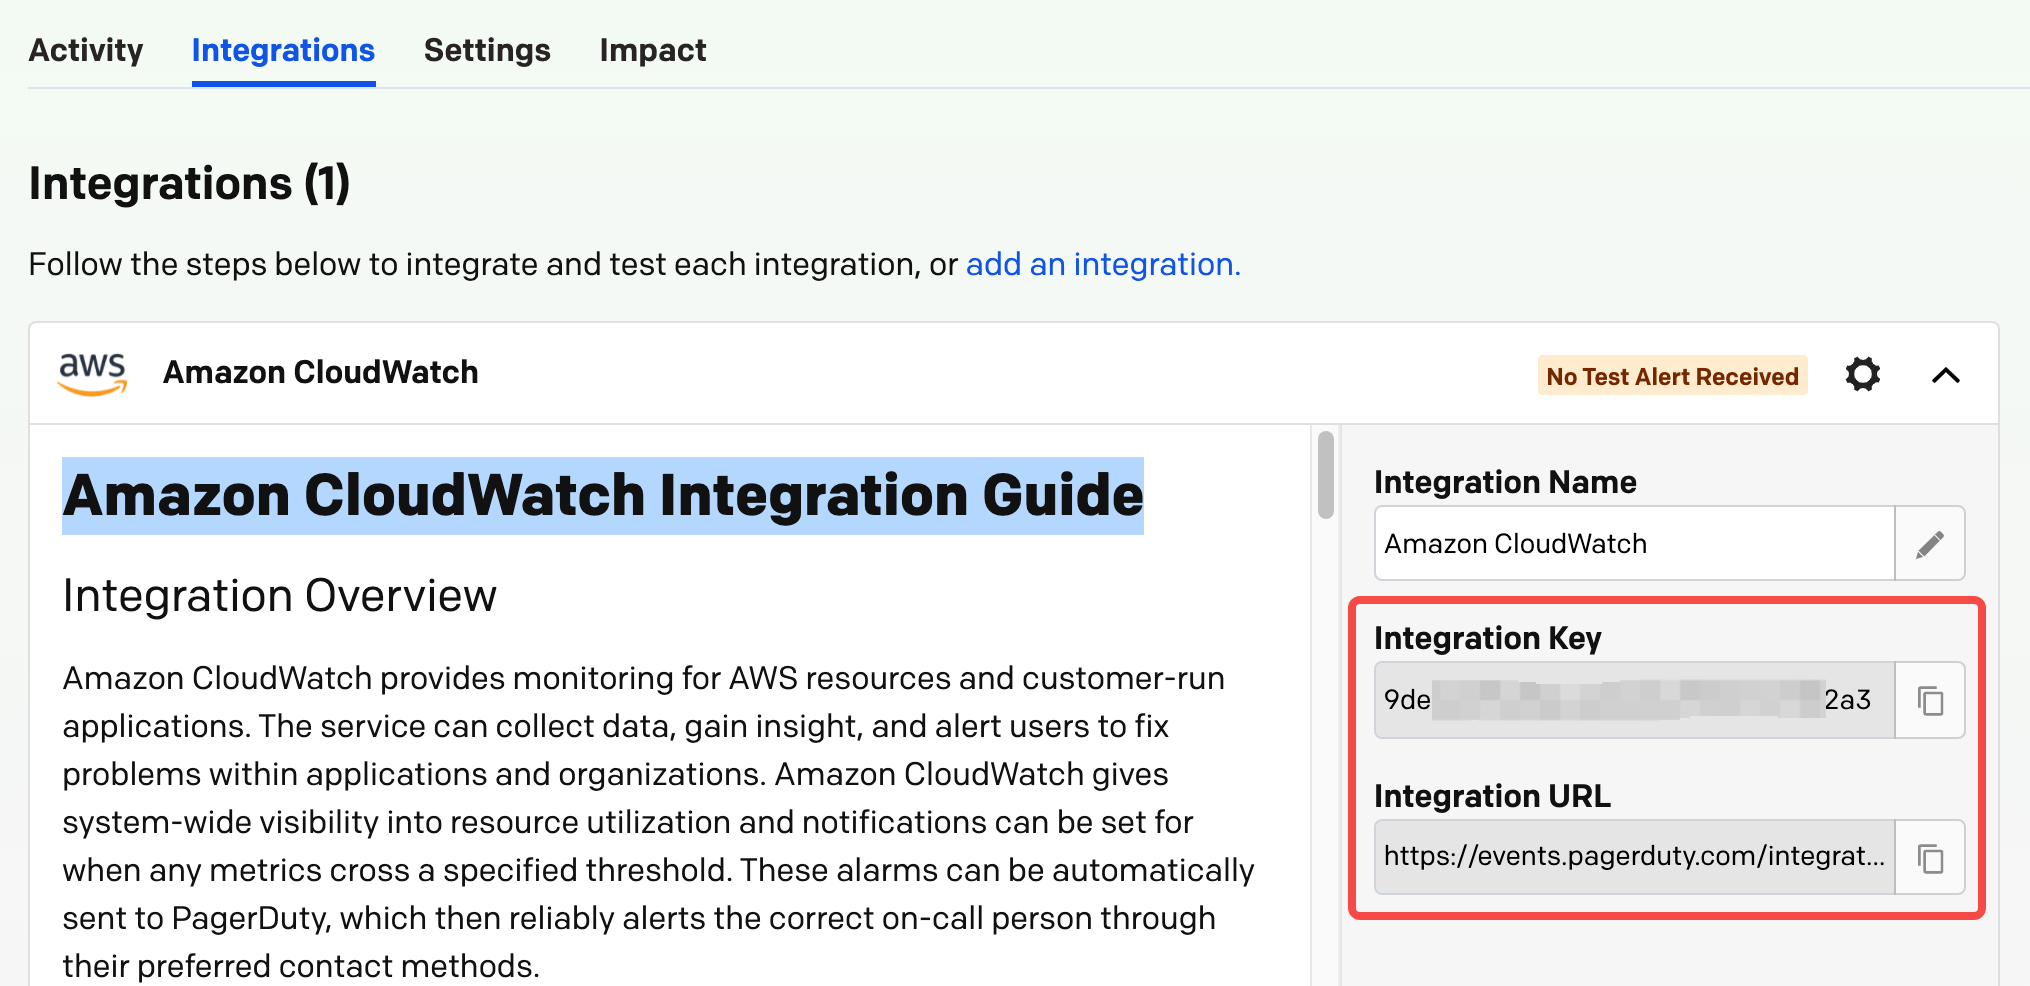 Activity Integrations Settings Impact
Integrations (1)
Follow the steps below to integrate and test each integration, or add an integration.
aws Amazon CloudWatch No Test Alert Received
Amazon CloudWatch Integration Guide
Integration Overview
Amazon CloudWatch provides monitoring for AWS resources and customer-run
applications. The service can collect data, gain insight, and alert users to fix
problems within applications and organizations. Amazon CloudWatch gives
system-wide visibility into resource utilization and notifications can be set for
when any metrics cross a specified threshold. These alarms can be automatically
sent to PagerDuty, which then reliably alerts the correct on-call person through
their preferred contact methods.
Integration Name
Amazon CloudWatch
Integration Key
9de 2a3
Integration URL
https://events.pagerduty.com/integrat...